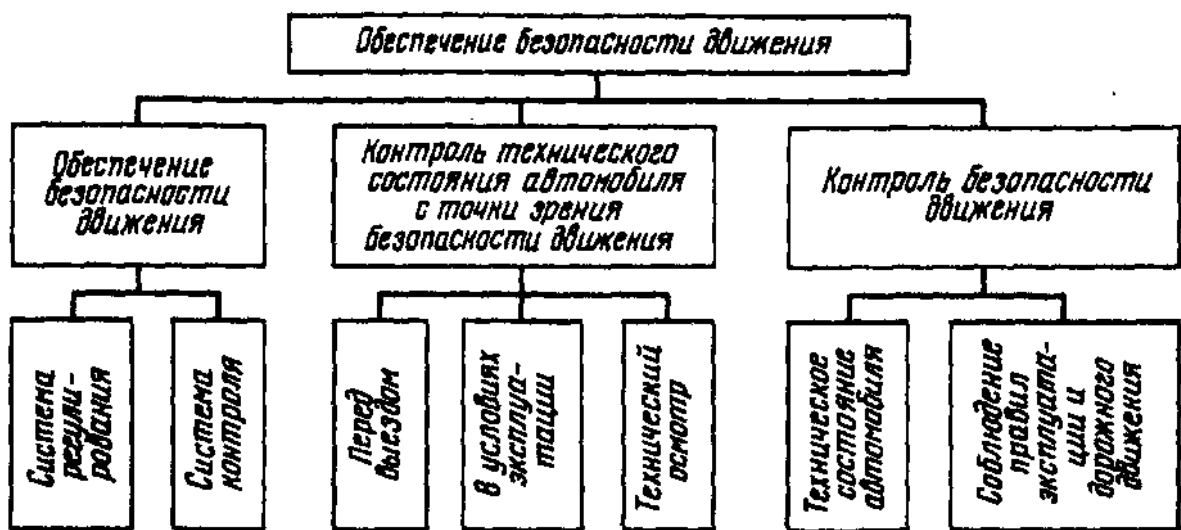 Обеспечение безопасности движения
Обеспечение
безопасности
движения
Контроль технического
состояния автомобиля
с точки зрения
безопасности движения
Контроль безопасности
движения
Система
регули-
рования
Система
контроля
Перед
выездом
В условиях
эксплуа-
тации
Технический
осмотр
Техническое
состояние
автомобиля
Соблюдение
правил
эксплуата-
ции и
дорожного
движения